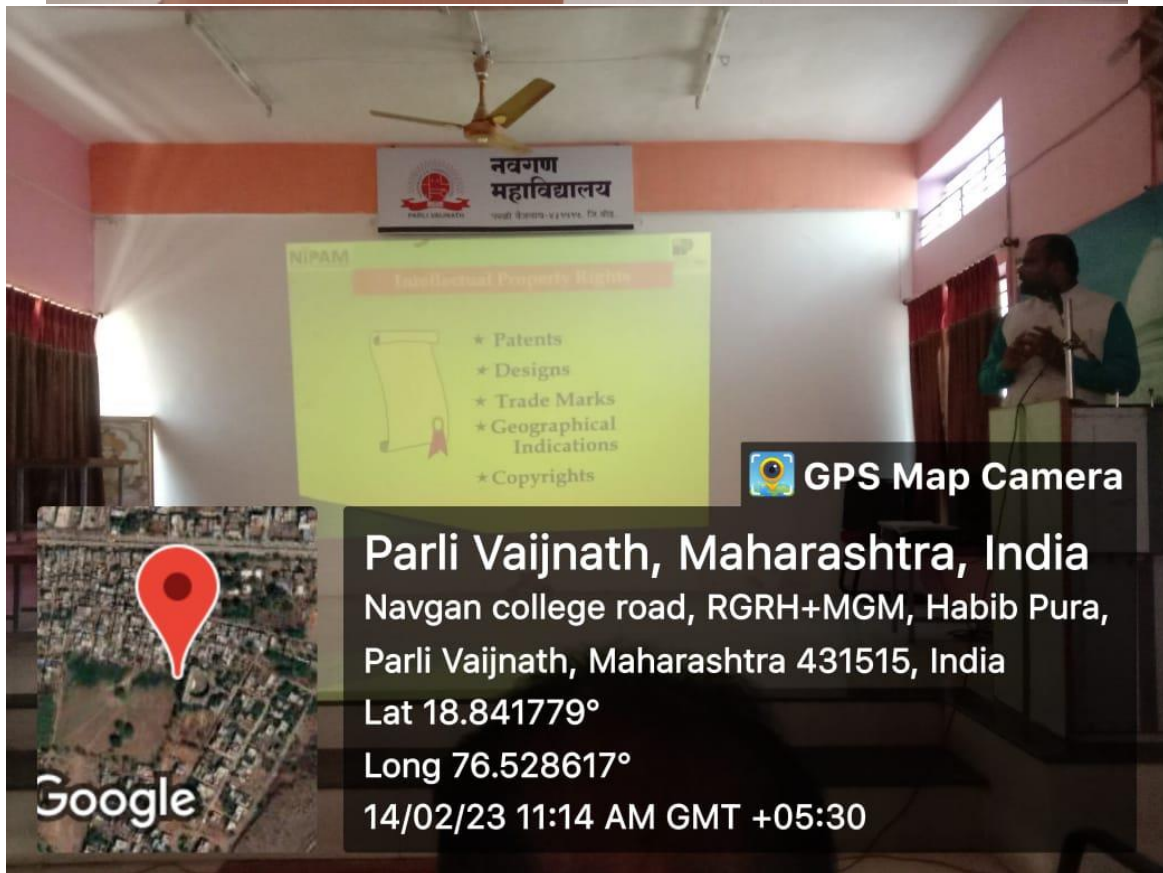 नवगण
महाविद्यालय
PARLI VAIJNATH
NIPAM
Intellectual Property Rights
★ Patents
★ Designs
★ Trade Marks
★ Geographical
Indications
★ Copyrights
GPS Map Camera
Parli Vaijnath, Maharashtra, India
Navgan college road, RGRH+MGM, Habib Pura,
Parli Vaijnath, Maharashtra 431515, India
Lat 18.841779°
Long 76.528617°
14/02/23 11:14 AM GMT +05:30
Google